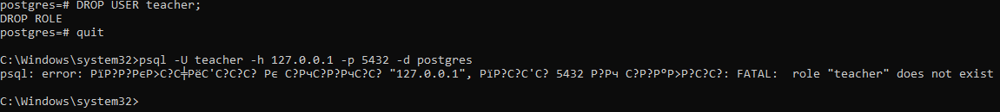 postgres=# DROP USER teacher;
DROP ROLE
postgres=# quit
C:\Windows\system32>psql -U teacher -h 127.0.0.1 -p 5432 -d postgres
psql: error: РїР?Р?РєР>С?С╪РёС'С?С?С? Рє С?РчС?Р?РчС?С? "127.0.0.1", РїР?С?С'С? 5432 Р?Рч С?Р?Р°Р>Р?С?С?: FATAL:  role "teacher" does not exist
C:\Windows\system32>